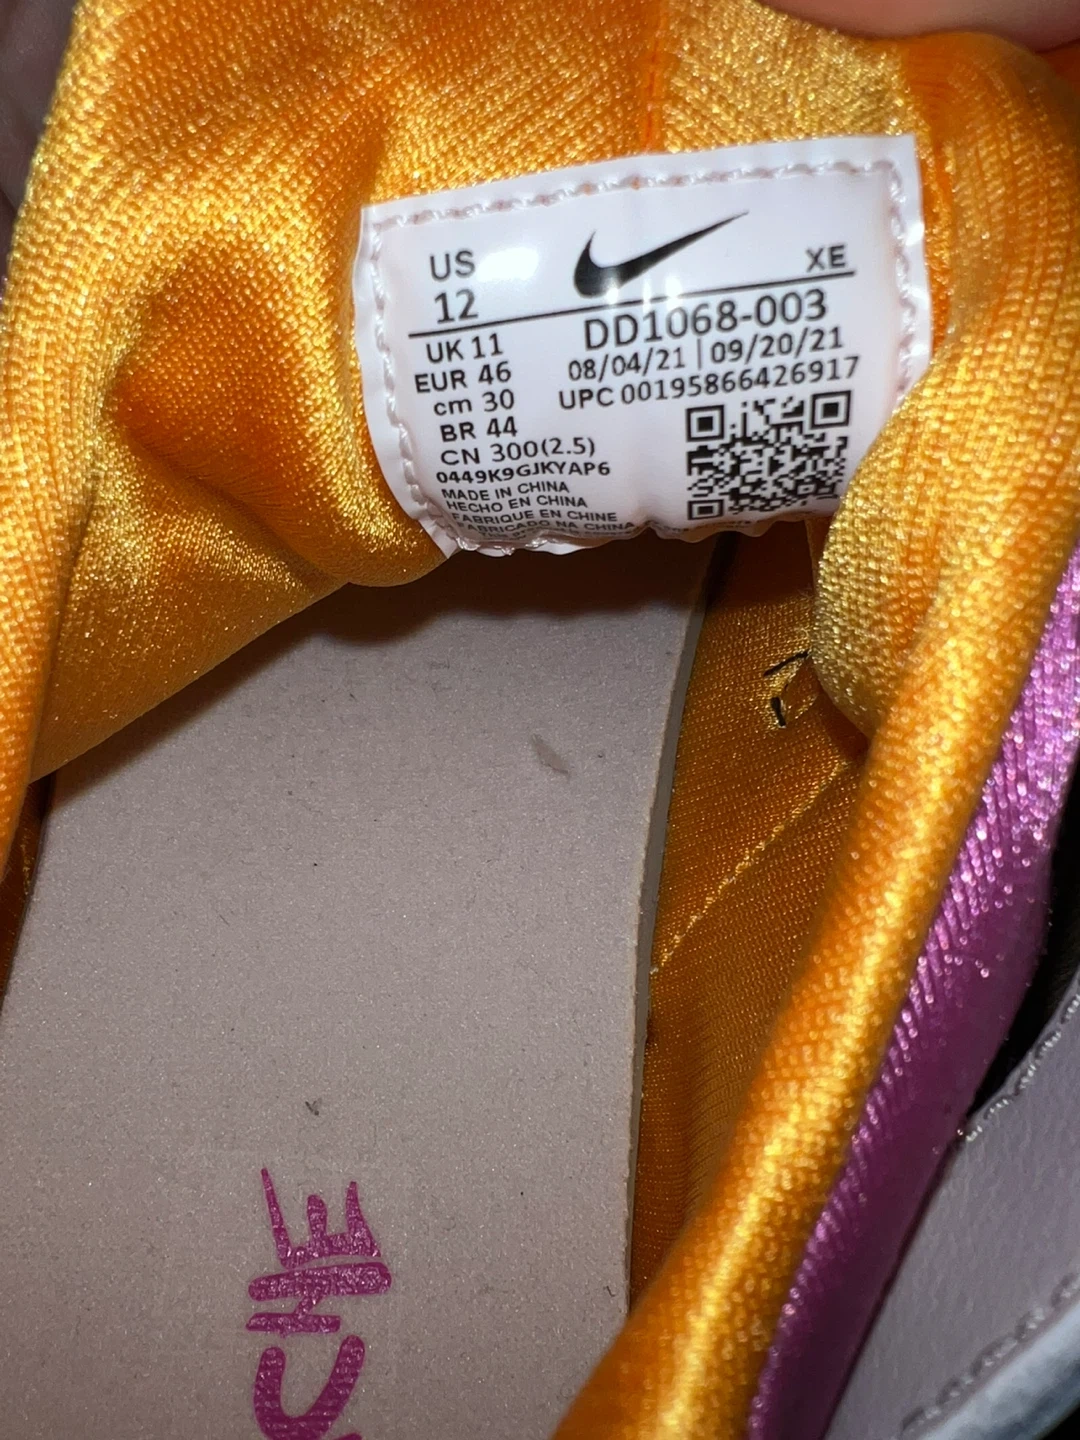 US
12
XE
DD1068-003
UK 11
08/04/21 | 09/20/21
EUR 46
UPC 00195866426917
cm 30
BR 44
CN 300(2.5)
0449K9GJKYAP6
MADE IN CHINA
HECHO EN CHINA
FABRIQUE EN CHINE
FABRICADO NA CHINA
CHE